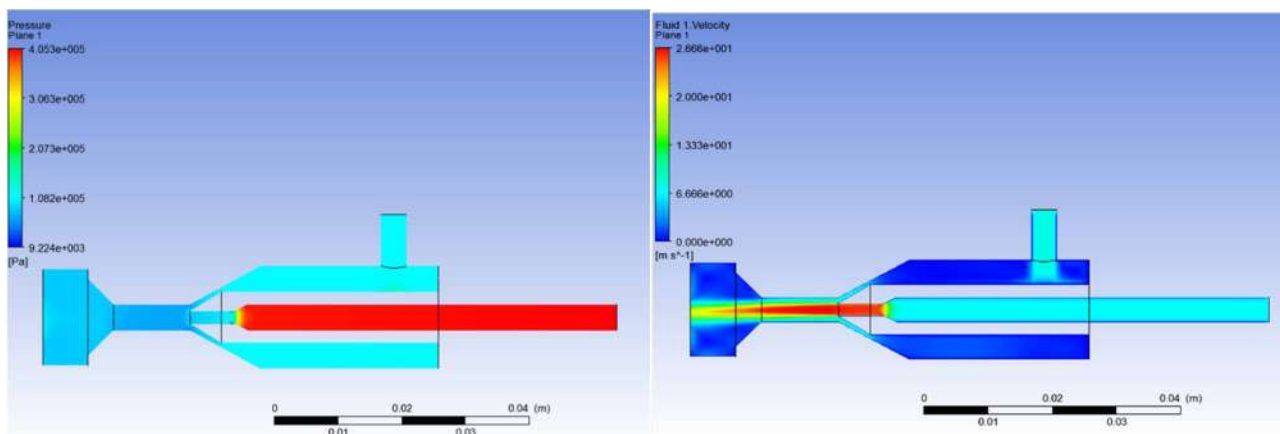 Pressure
Plane 1
4.053e+005
3.063e+005
2.073e+005
1.082e+005
9.224e+003
[Pa]
0 0.02 0.04 (m)
0.01 0.03
Fluid 1.Velocity
Plane 1
2.666e+001
2.000e+001
1.333e+001
6.666e+000
0.000e+000
[m s^-1]
0 0.02 0.04 (m)
0.01 0.03